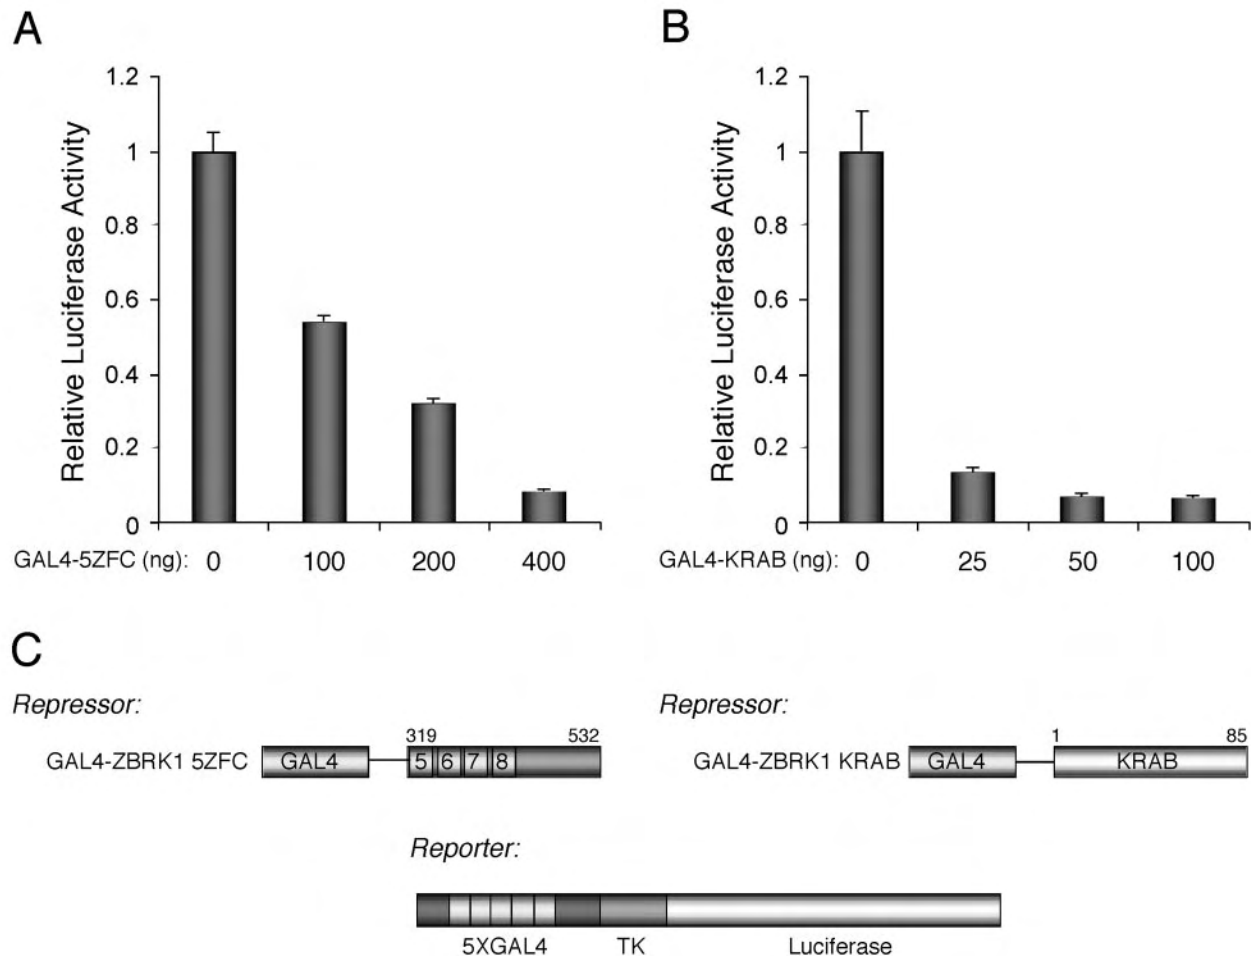 A
Relative Luciferase Activity
1.2
1
0.8
0.6
0.4
0.2
0
GAL4-5ZFC (ng): 0 100 200 400
B
Relative Luciferase Activity
1.2
1
0.8
0.6
0.4
0.2
0
GAL4-KRAB (ng): 0 25 50 100
C
Repressor:
319 532
GAL4-ZBRK1 5ZFC GAL4 5 6 7 8
Repressor:
1 85
GAL4-ZBRK1 KRAB GAL4 KRAB
Reporter:
5XGAL4 TK Luciferase